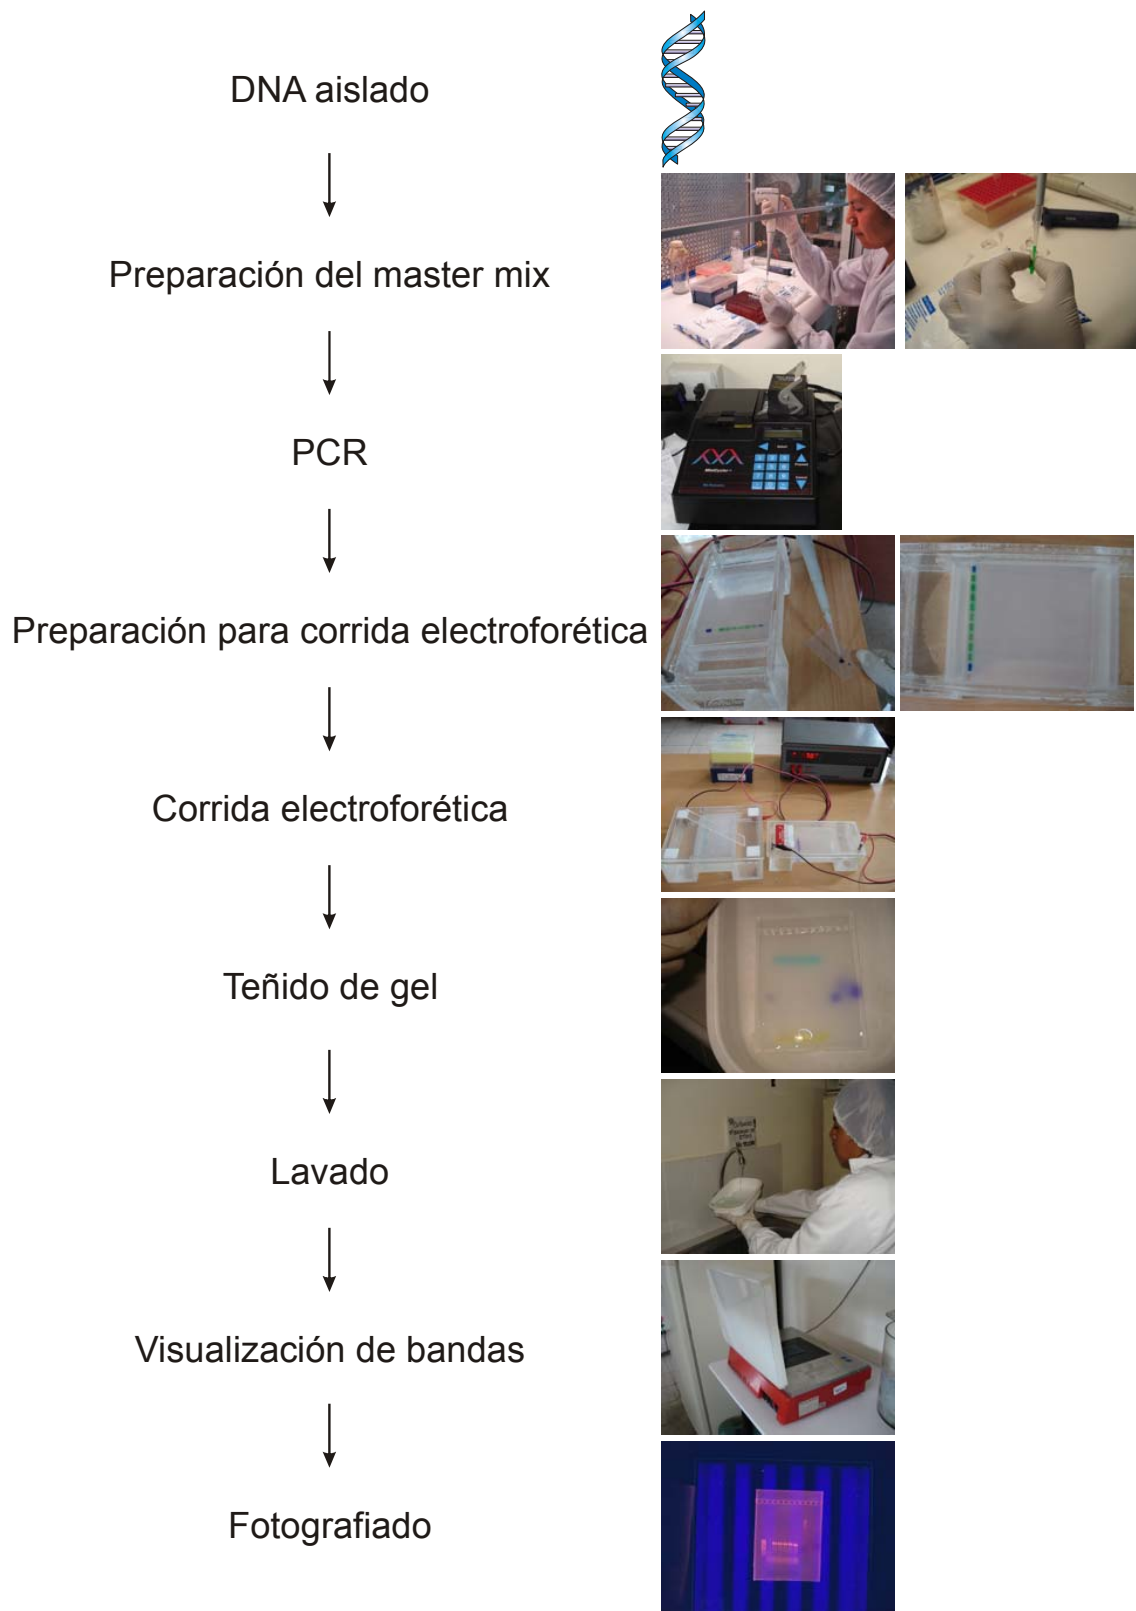 DNA aislado
Preparación del master mix
PCR
Preparación para corrida electroforética
Corrida electroforética
Teñido de gel
Lavado
Visualización de bandas
Fotografiado